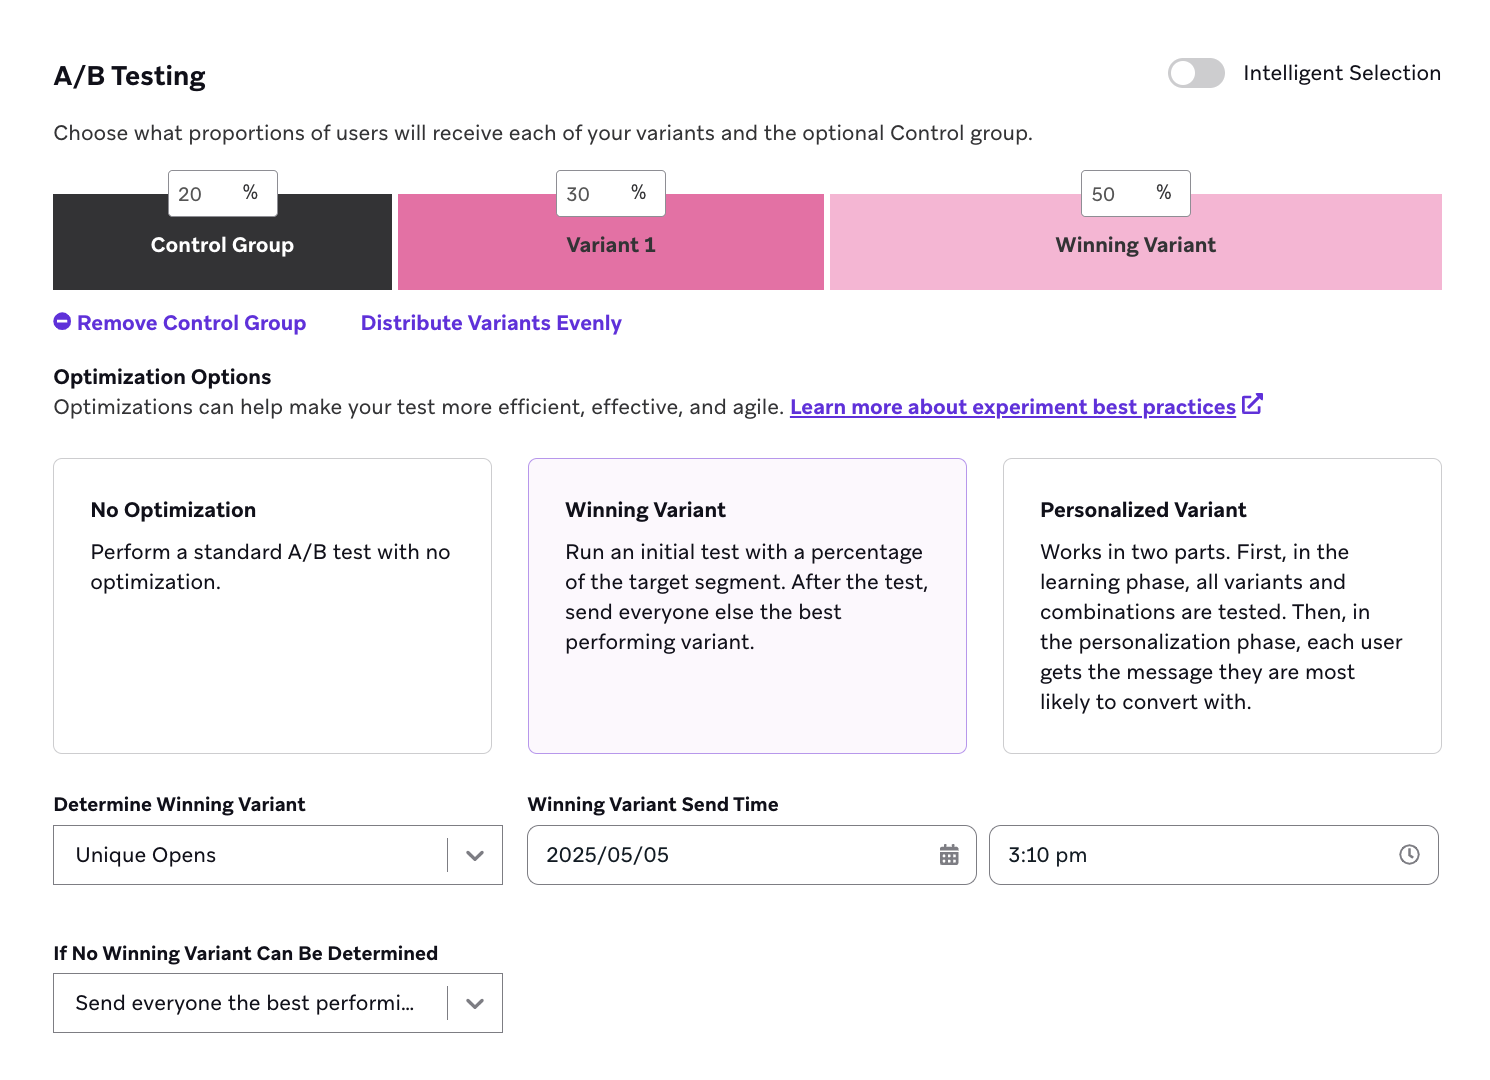 A/B Testing
Intelligent Selection
Choose what proportions of users will receive each of your variants and the optional Control group.
20 %
30 %
50 %
Control Group
Variant 1
Winning Variant
Remove Control Group
Distribute Variants Evenly
Optimization Options
Optimizations can help make your test more efficient, effective, and agile. Learn more about experiment best practices
No Optimization
Perform a standard A/B test with no
optimization.
Winning Variant
Run an initial test with a percentage
of the target segment. After the test,
send everyone else the best
performing variant.
Personalized Variant
Works in two parts. First, in the
learning phase, all variants and
combinations are tested. Then, in
the personalization phase, each user
gets the message they are most
likely to convert with.
Determine Winning Variant
Unique Opens
Winning Variant Send Time
2025/05/05
3:10 pm
If No Winning Variant Can Be Determined
Send everyone the best performi...